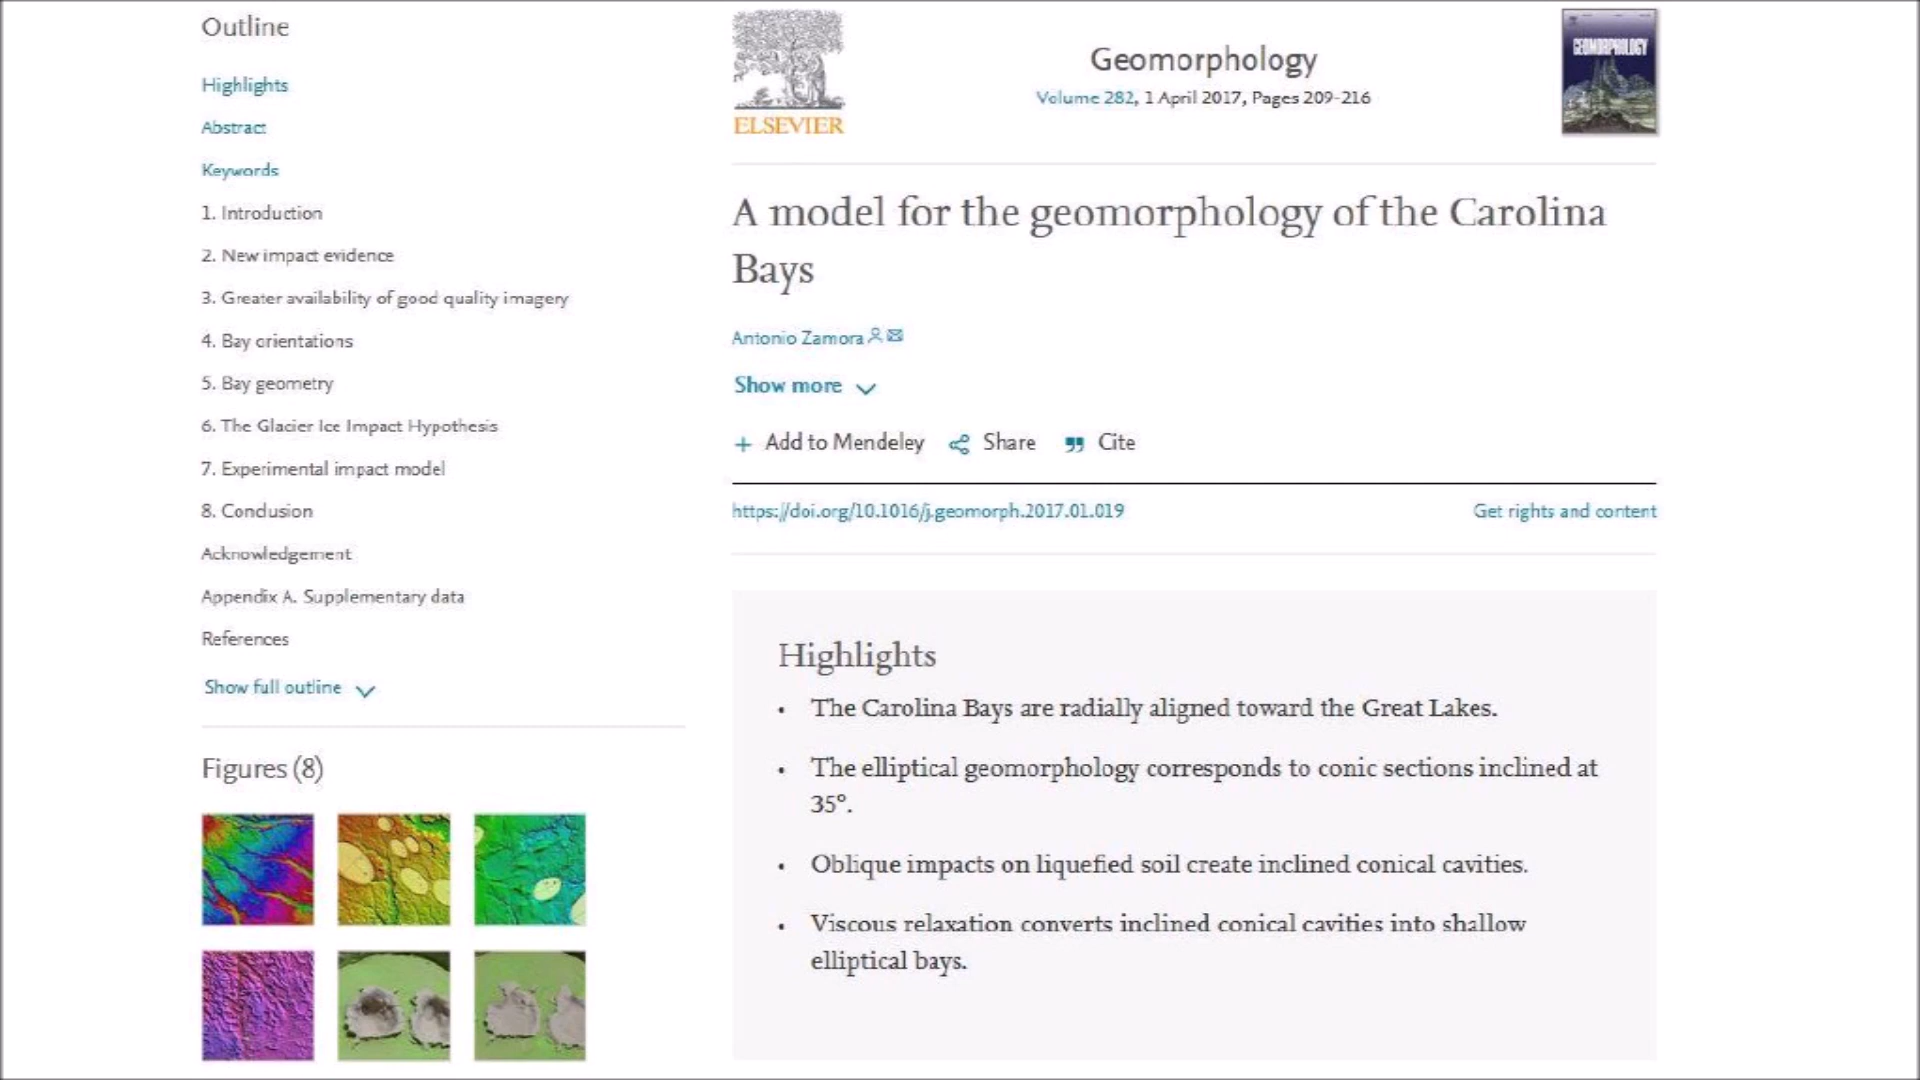 Outline
Highlights
Abstract
Keywords
1. Introduction
2. New impact evidence
3. Greater availability of good quality imagery
4. Bay orientations
5. Bay geometry
6. The Glacier Ice Impact Hypothesis
7. Experimental impact model
8. Conclusion
Acknowledgement
Appendix A. Supplementary data
References
Show full outline
Figures (8)
ELSEVIER
Geomorphology
Volume 282, 1 April 2017, Pages 209-216
GEOMORPHOLOGY
A model for the geomorphology of the Carolina
Bays
Antonio Zamora
Show more
+ Add to Mendeley Share Cite
https://doi.org/10.1016/j.geomorph.2017.01.019
Get rights and content
Highlights
• The Carolina Bays are radially aligned toward the Great Lakes.
• The elliptical geomorphology corresponds to conic sections inclined at
35°.
• Oblique impacts on liquefied soil create inclined conical cavities.
• Viscous relaxation converts inclined conical cavities into shallow
elliptical bays.